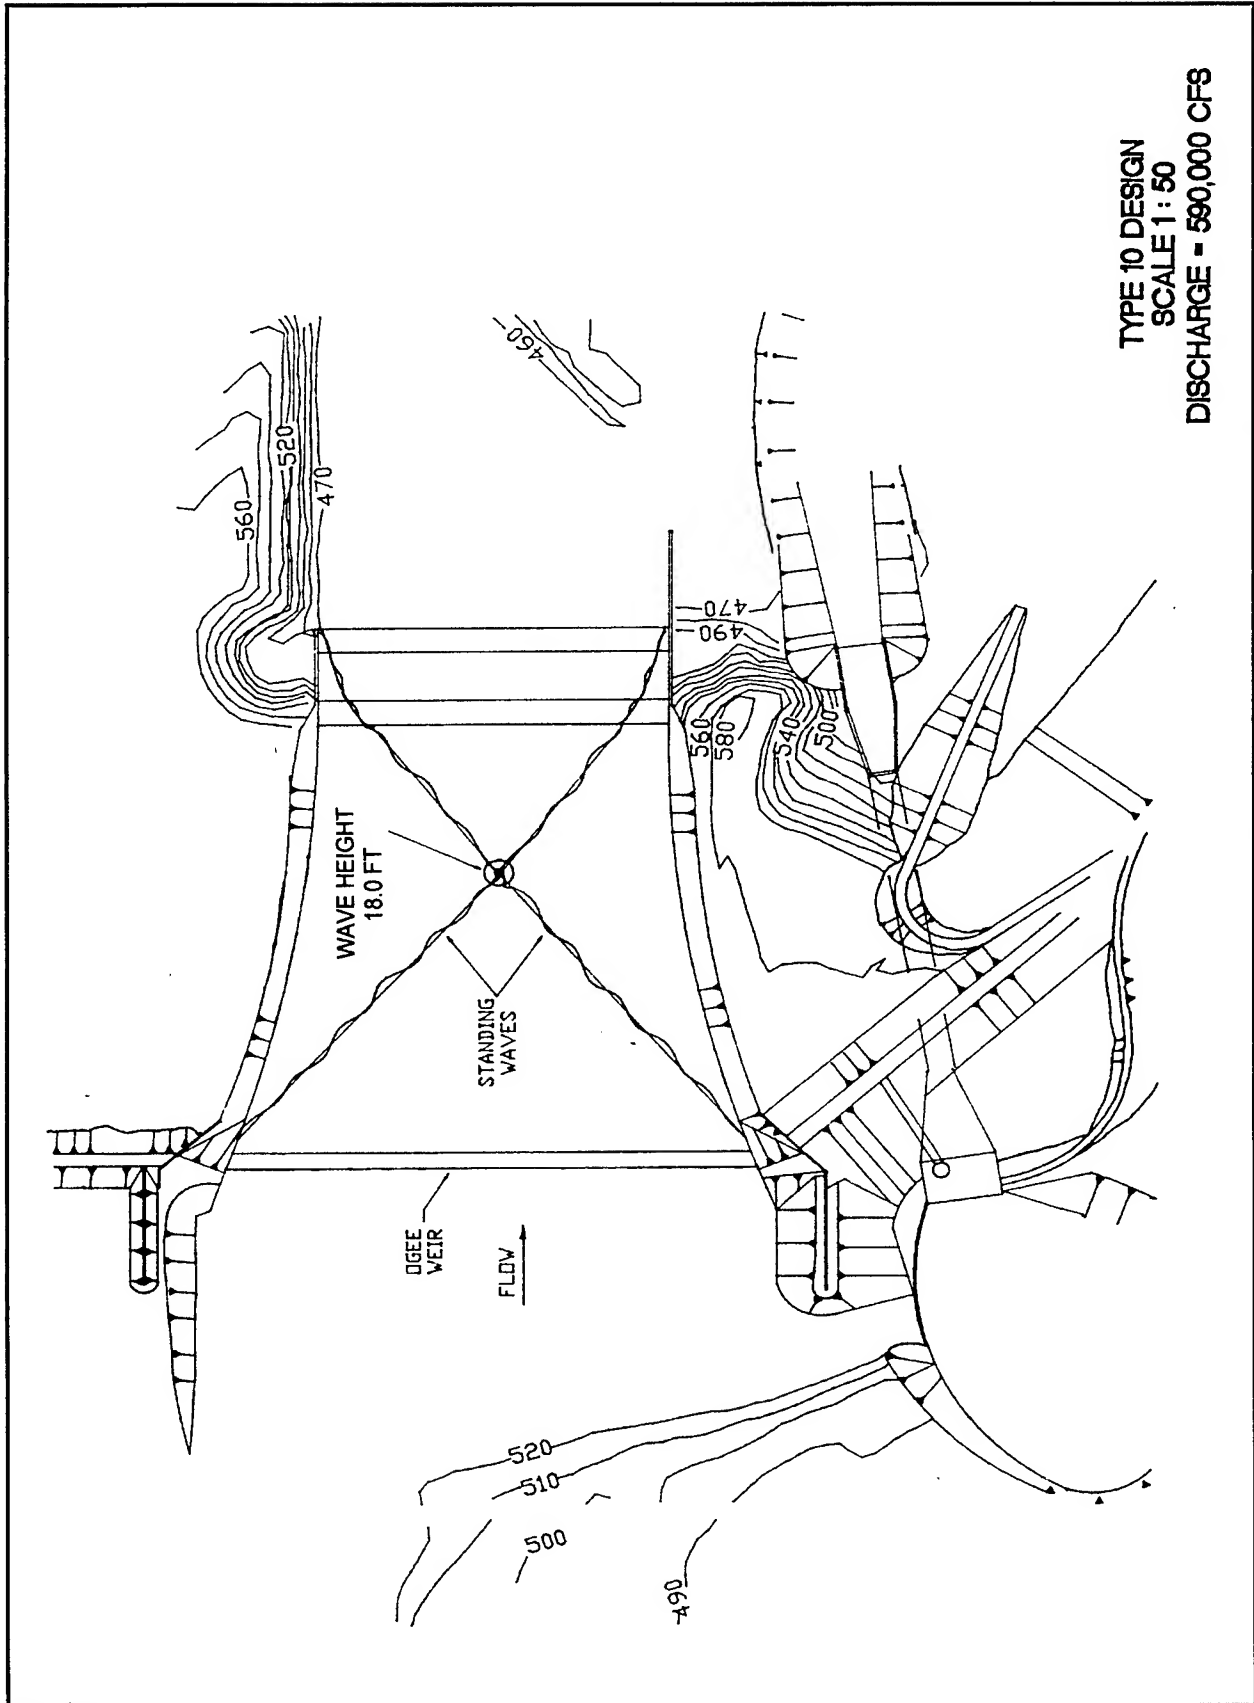 TYPE 10 DESIGN
SCALE 1 : 50
DISCHARGE = 590,000 CFS
560
520
470
460
WAVE HEIGHT
18.0 FT
STANDING
WAVES
470
490
560
580
540
500
OGEE
WEIR
FLOW
520
510
500
490